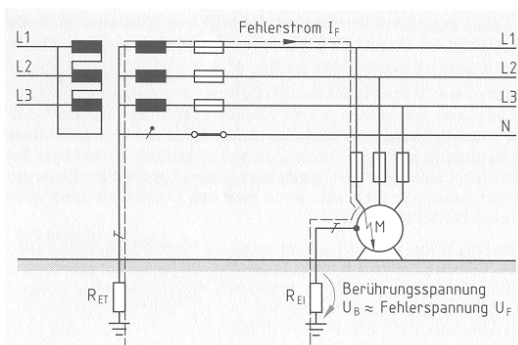 Fehlerstrom I_F
L1
L1
L2
L2
L3
L3
N
M
R_ET
R_EI
Berührungsspannung
U_B ≈ Fehlerspannung U_F